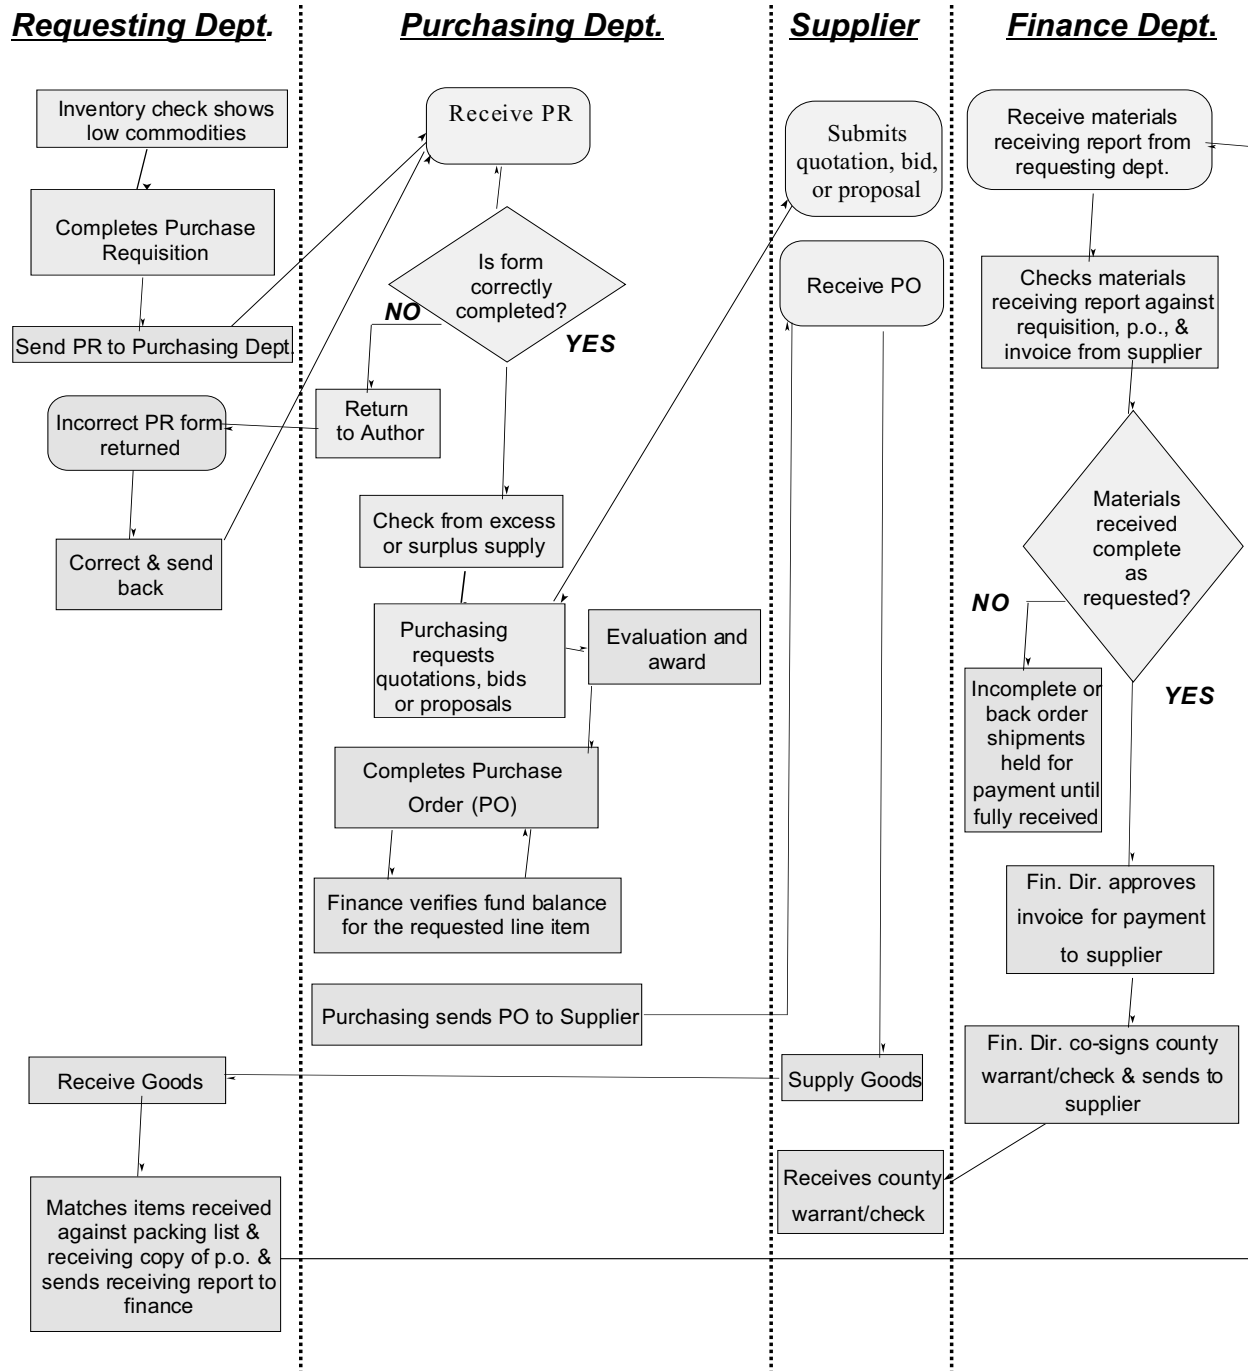 Requesting Dept.
Purchasing Dept.
Supplier
Finance Dept.
Inventory check shows
low commodities
Completes Purchase
Requisition
Send PR to Purchasing Dept.
Incorrect PR form
returned
Correct & send
back
Receive Goods
Matches items received
against packing list &
receiving copy of p.o. &
sends receiving report to
finance
Receive PR
Is form
correctly
completed?
NO
YES
Return
to Author
Check from excess
or surplus supply
Purchasing
requests
quotations, bids
or proposals
Evaluation and
award
Completes Purchase
Order (PO)
Finance verifies fund balance
for the requested line item
Purchasing sends PO to Supplier
Submits
quotation, bid,
or proposal
Receive PO
Supply Goods
Receives county
warrant/check
Receive materials
receiving report from
requesting dept.
Checks materials
receiving report against
requisition, p.o., &
invoice from supplier
Materials
received
complete
as
requested?
NO
YES
Incomplete or
back order
shipments
held for
payment until
fully received
Fin. Dir. approves
invoice for payment
to supplier
Fin. Dir. co-signs county
warrant/check & sends to
supplier